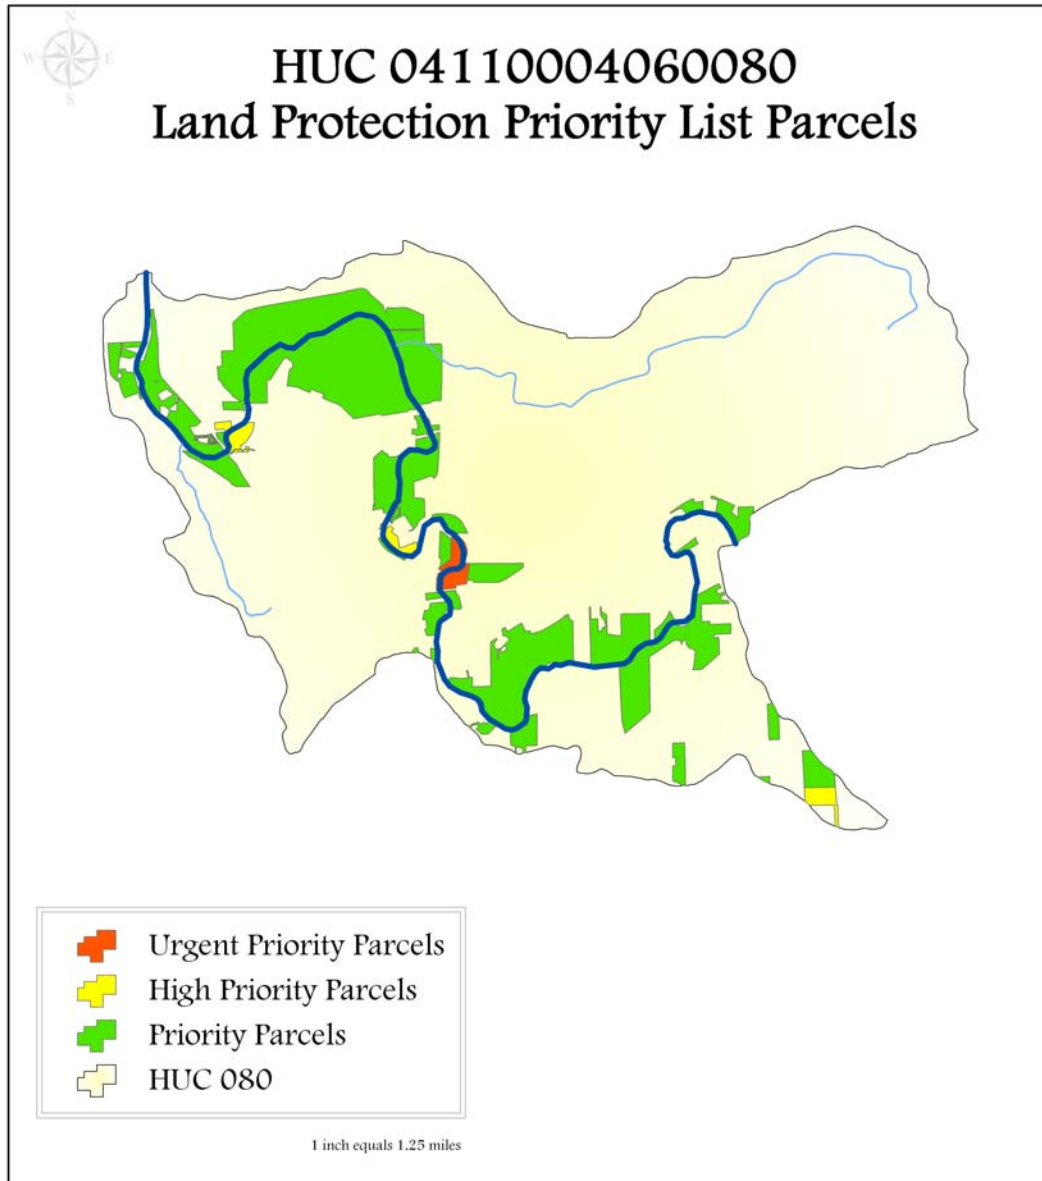 N
W E
S
HUC 04110004060080
Land Protection Priority List Parcels
Urgent Priority Parcels
High Priority Parcels
Priority Parcels
HUC 080
1 inch equals 1.25 miles